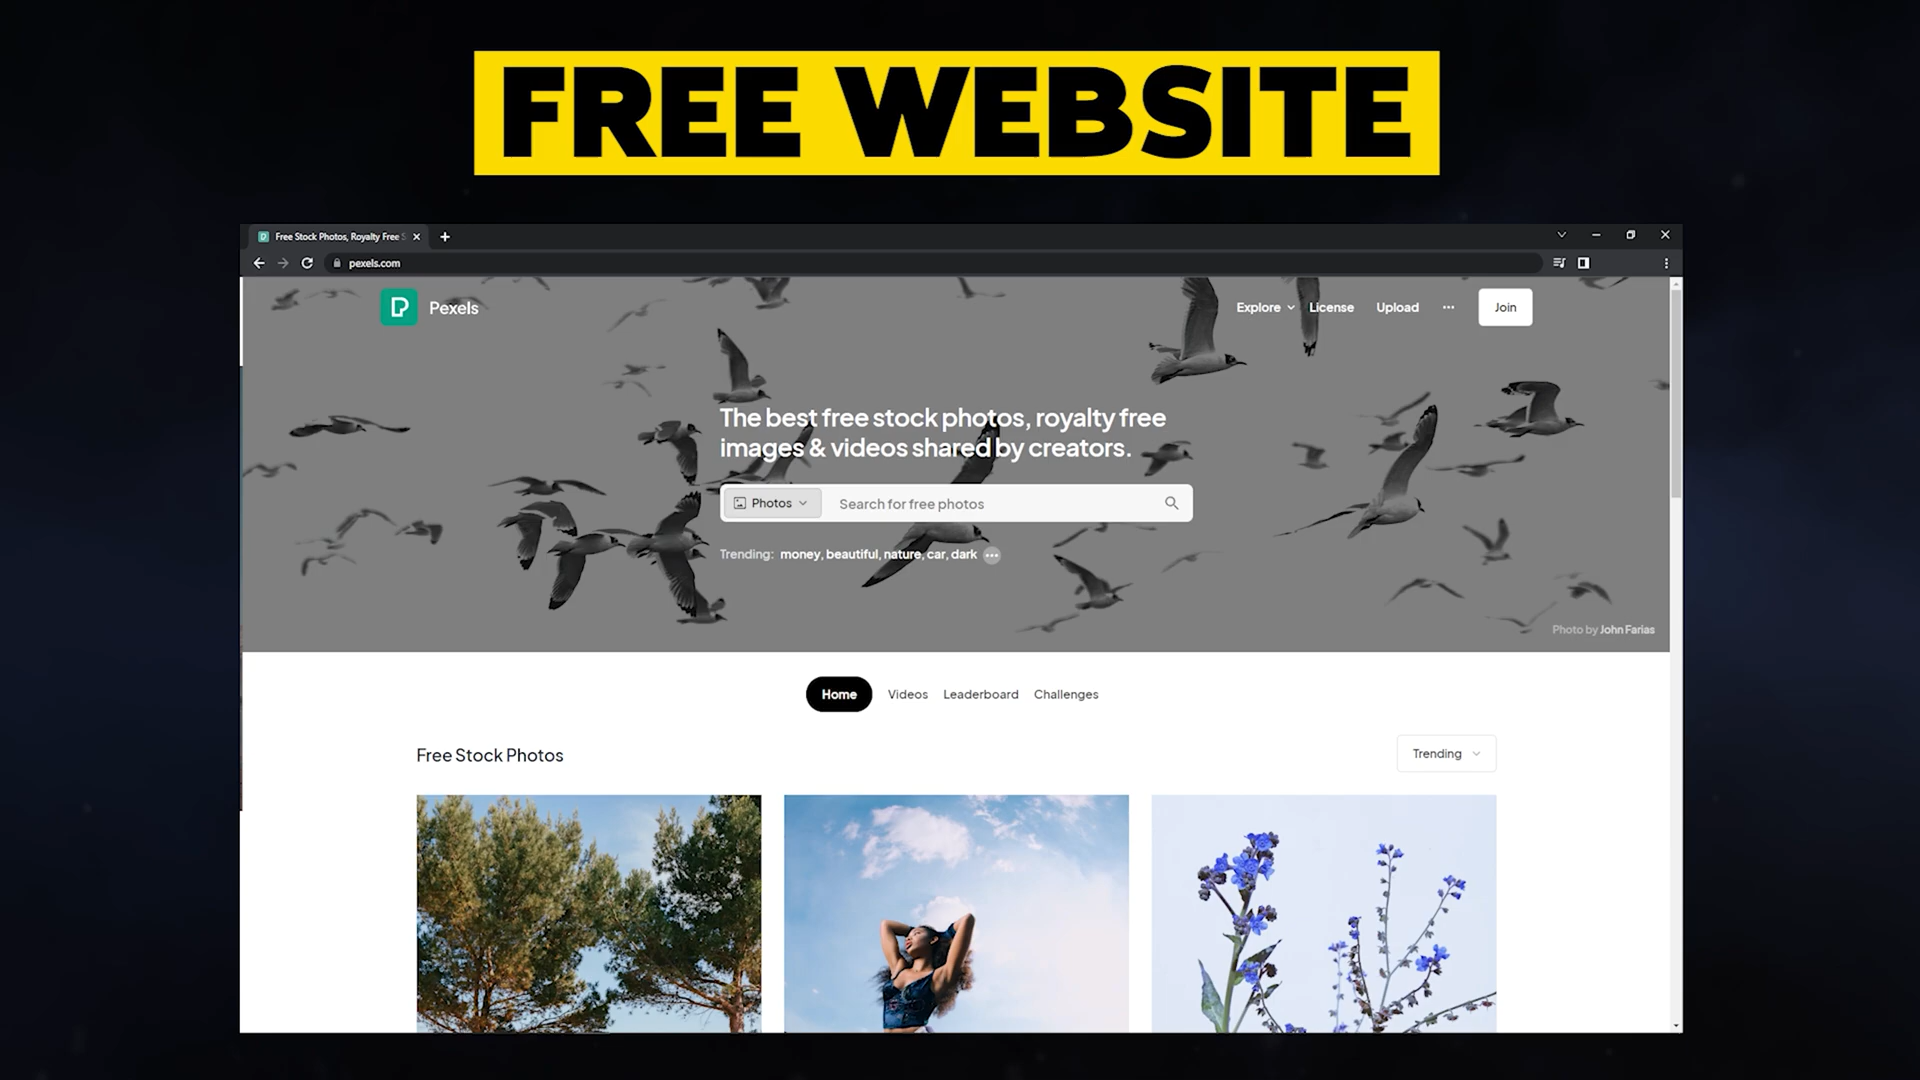 FREE WEBSITE
Free Stock Photos, Royalty Free S
pexels.com
Pexels
Explore License Upload ... Join
The best free stock photos, royalty free
images & videos shared by creators.
Photos Search for free photos
Trending: money, beautiful, nature, car, dark ...
Photo by John Farias
Home Videos Leaderboard Challenges
Free Stock Photos Trending